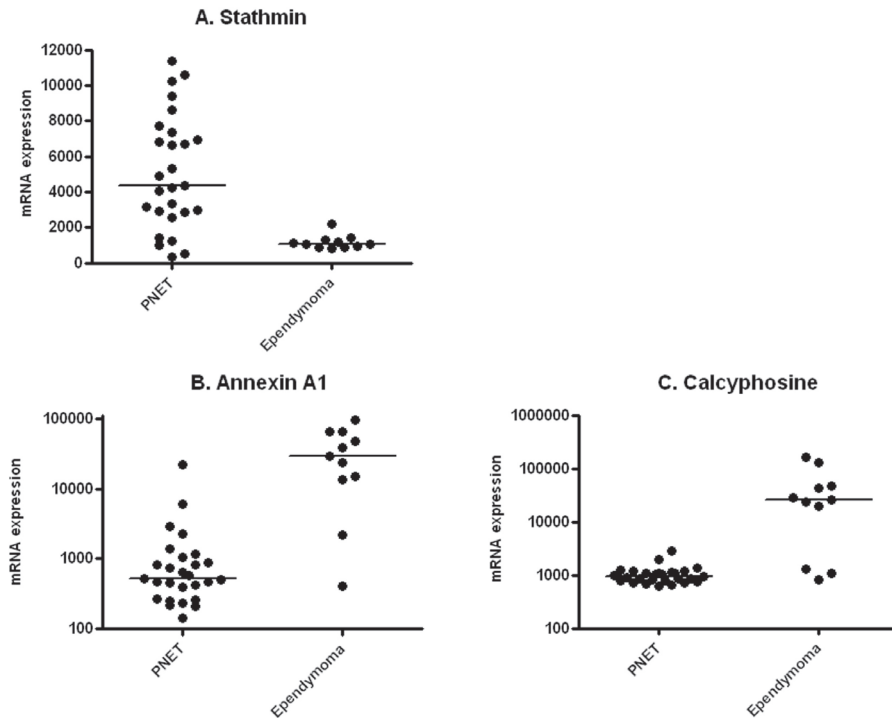 A. Stathmin
mRNA expression
12000
10000
8000
6000
4000
2000
0
PNET
Ependymoma
B. Annexin A1
mRNA expression
100000
10000
1000
100
PNET
Ependymoma
C. Calcyphosine
mRNA expression
1000000
100000
10000
1000
100
PNET
Ependymoma